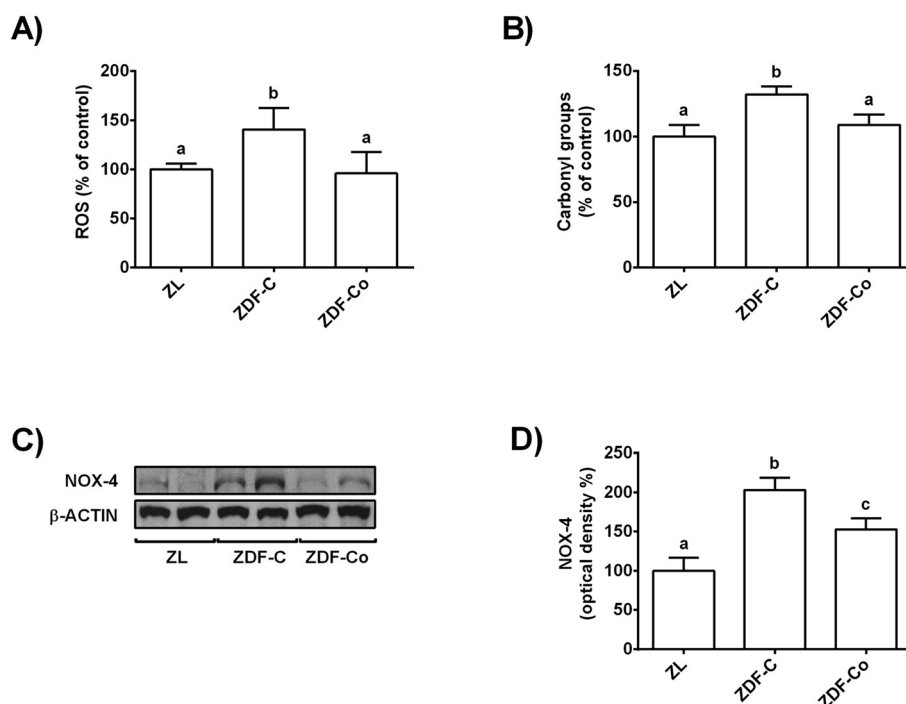 A)
ROS (% of control)
200
150
100
50
0
a
b
a
ZL
ZDF-C
ZDF-Co
B)
Carbonyl groups
(% of control)
150
100
50
0
a
b
a
ZL
ZDF-C
ZDF-Co
C)
NOX-4
β-ACTIN
ZL ZDF-C ZDF-Co
D)
NOX-4
(optical density %)
250
200
150
100
50
0
a
b
c
ZL
ZDF-C
ZDF-Co